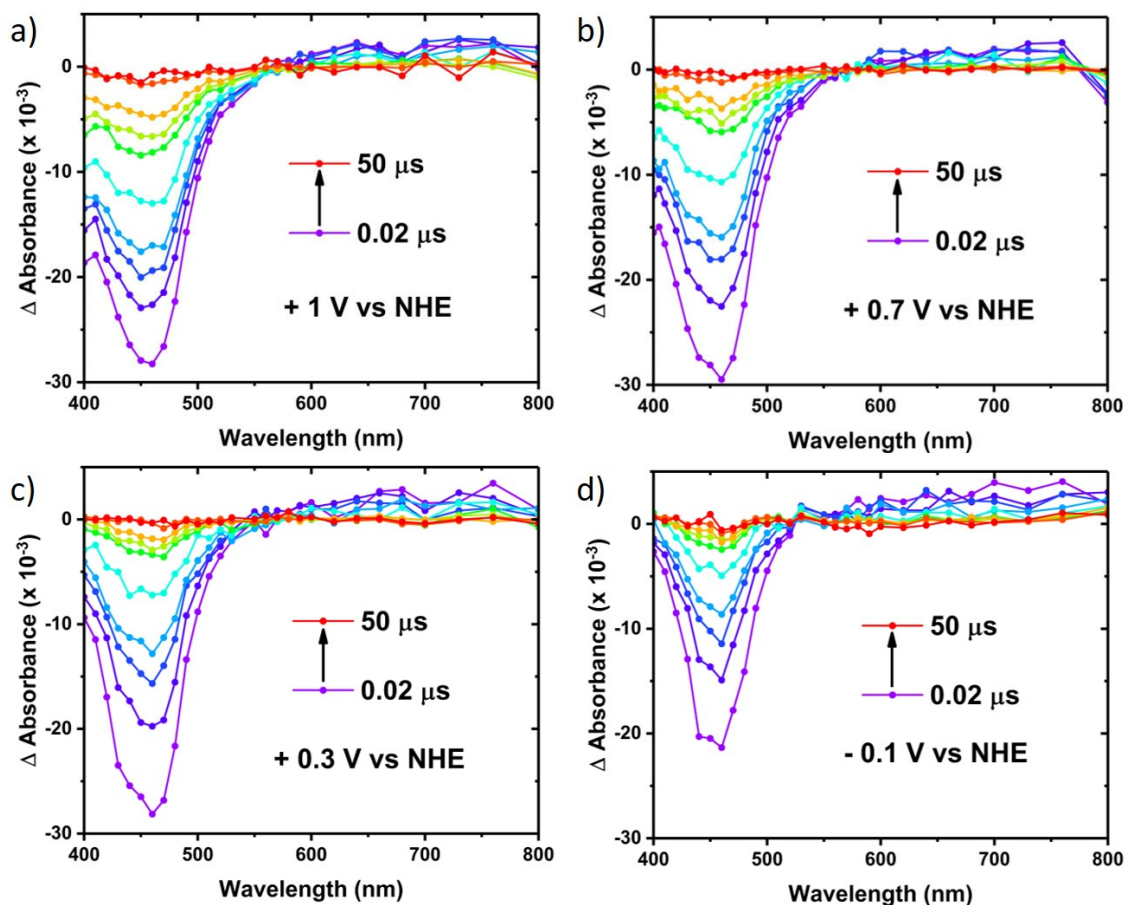 a)
Δ Absorbance (x 10⁻³)
0
-10
-20
-30
50 μs
0.02 μs
+ 1 V vs NHE
400 500 600 700 800
Wavelength (nm)
b)
Δ Absorbance (x 10⁻³)
0
-10
-20
-30
50 μs
0.02 μs
+ 0.7 V vs NHE
400 500 600 700 800
Wavelength (nm)
c)
Δ Absorbance (x 10⁻³)
0
-10
-20
-30
50 μs
0.02 μs
+ 0.3 V vs NHE
400 500 600 700 800
Wavelength (nm)
d)
Δ Absorbance (x 10⁻³)
0
-10
-20
-30
50 μs
0.02 μs
- 0.1 V vs NHE
400 500 600 700 800
Wavelength (nm)